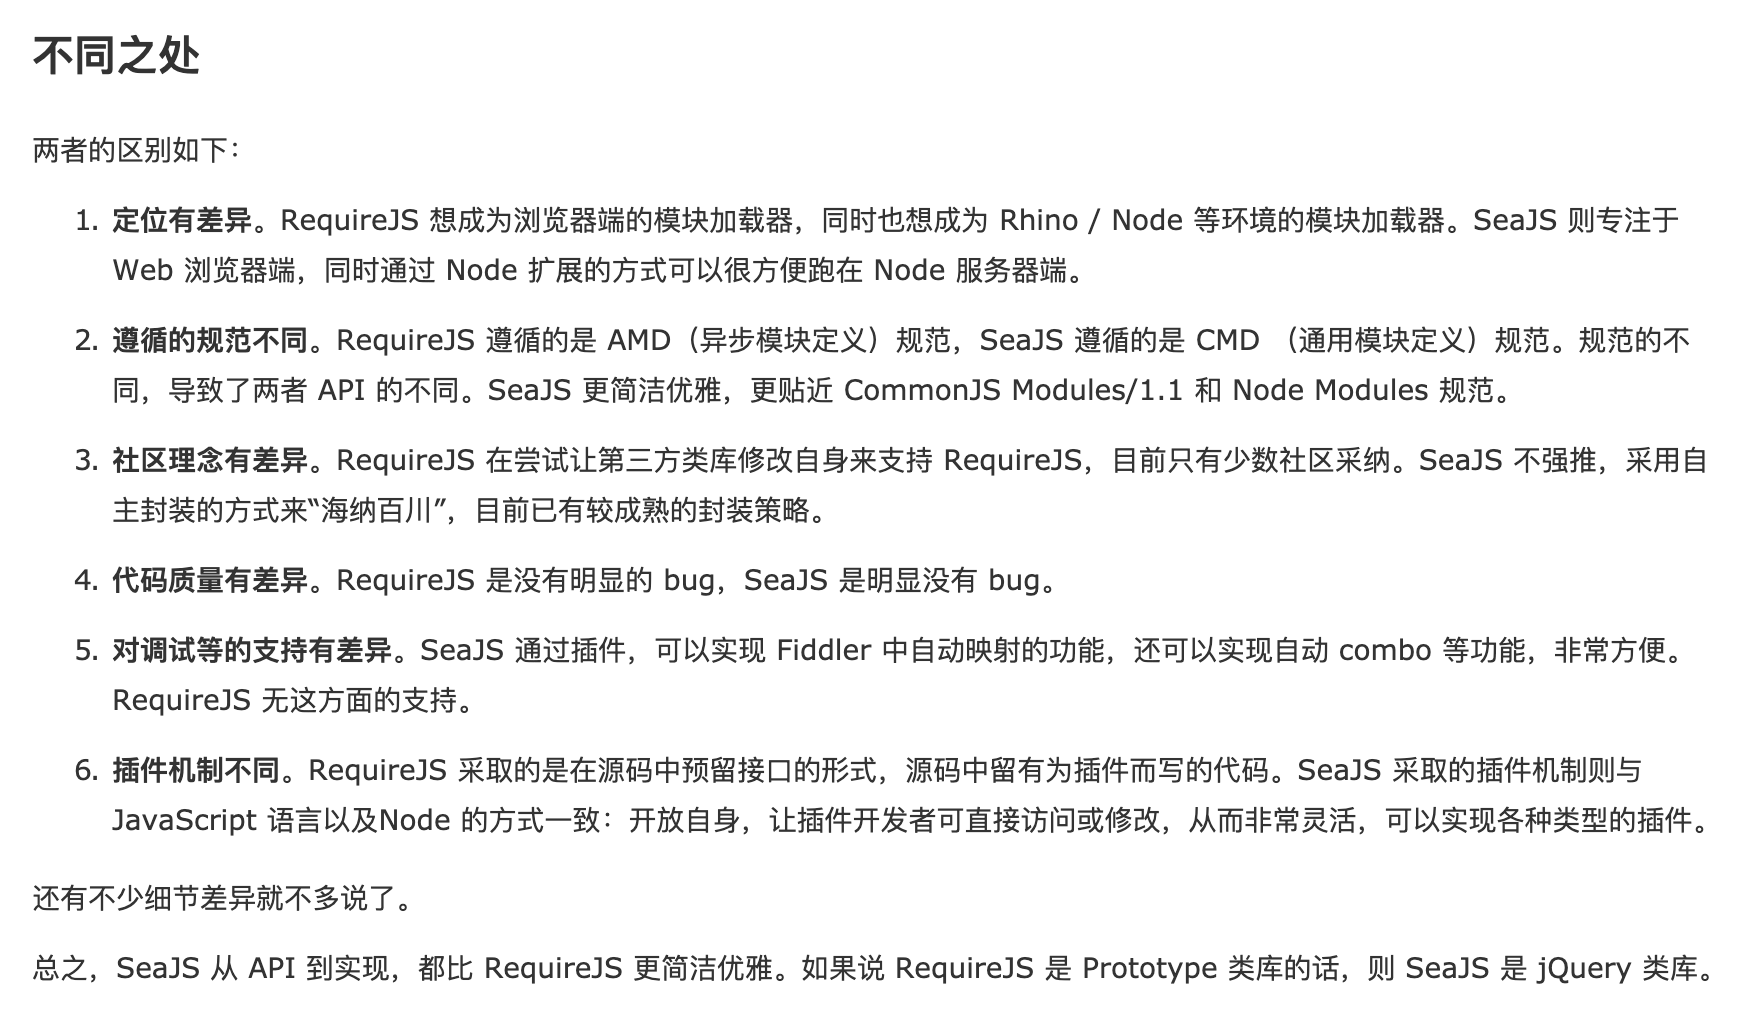 不同之处
两者的区别如下：
1. 定位有差异。RequireJS 想成为浏览器端的模块加载器，同时也想成为 Rhino / Node 等环境的模块加载器。SeaJS 则专注于
Web 浏览器端，同时通过 Node 扩展的方式可以很方便跑在 Node 服务器端。
2. 遵循的规范不同。RequireJS 遵循的是 AMD（异步模块定义）规范，SeaJS 遵循的是 CMD （通用模块定义）规范。规范的不
同，导致了两者 API 的不同。SeaJS 更简洁优雅，更贴近 CommonJS Modules/1.1 和 Node Modules 规范。
3. 社区理念有差异。RequireJS 在尝试让第三方类库修改自身来支持 RequireJS，目前只有少数社区采纳。SeaJS 不强推，采用自
主封装的方式来“海纳百川”，目前已有较成熟的封装策略。
4. 代码质量有差异。RequireJS 是没有明显的 bug，SeaJS 是明显没有 bug。
5. 对调试等的支持有差异。SeaJS 通过插件，可以实现 Fiddler 中自动映射的功能，还可以实现自动 combo 等功能，非常方便。
RequireJS 无这方面的支持。
6. 插件机制不同。RequireJS 采取的是在源码中预留接口的形式，源码中留有为插件而写的代码。SeaJS 采取的插件机制则与
JavaScript 语言以及Node 的方式一致：开放自身，让插件开发者可直接访问或修改，从而非常灵活，可以实现各种类型的插件。
还有不少细节差异就不多说了。
总之，SeaJS 从 API 到实现，都比 RequireJS 更简洁优雅。如果说 RequireJS 是 Prototype 类库的话，则 SeaJS 是 jQuery 类库。